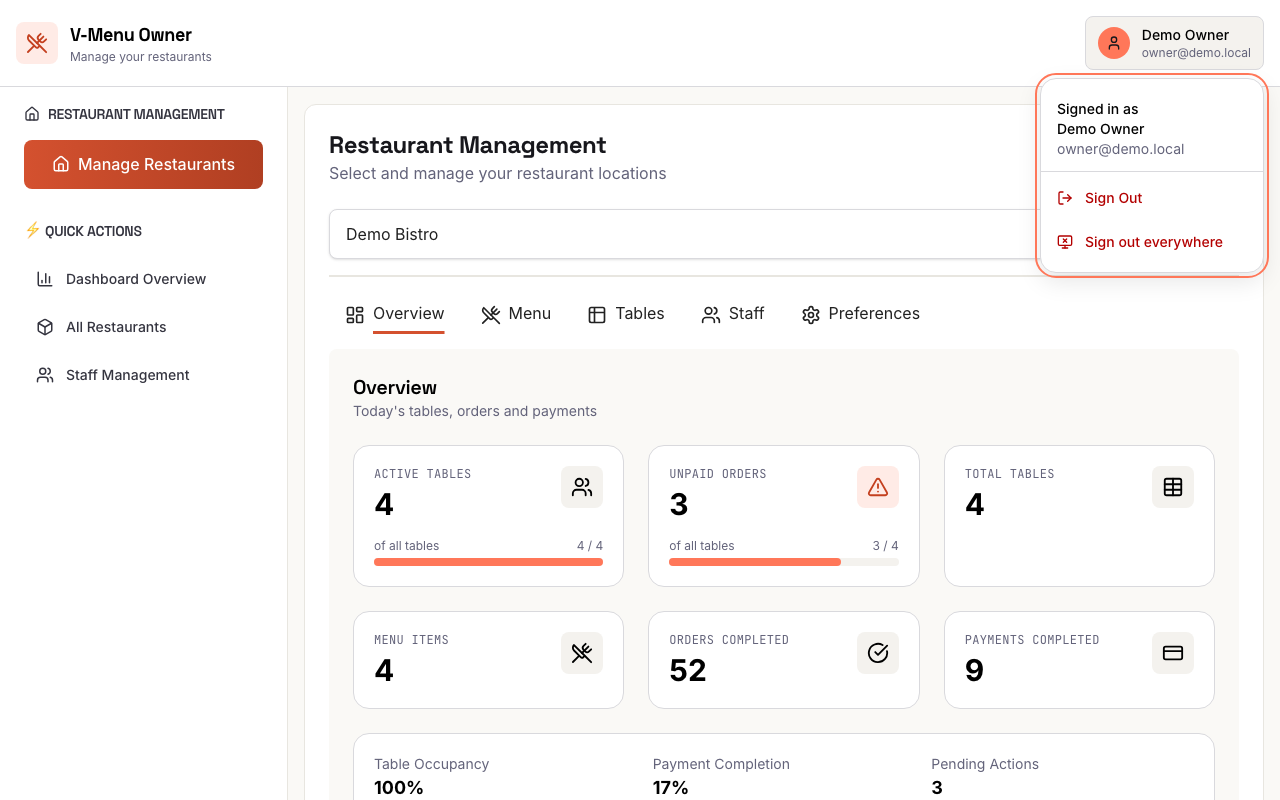 V-Menu Owner
Manage your restaurants
Demo Owner
owner@demo.local
Signed in as
Demo Owner
owner@demo.local
Sign Out
Sign out everywhere
RESTAURANT MANAGEMENT
Manage Restaurants
QUICK ACTIONS
Dashboard Overview
All Restaurants
Staff Management
Restaurant Management
Select and manage your restaurant locations
Demo Bistro
Overview Menu Tables Staff Preferences
Overview
Today's tables, orders and payments
ACTIVE TABLES
4
of all tables 4 / 4
UNPAID ORDERS
3
of all tables 3 / 4
TOTAL TABLES
4
MENU ITEMS
4
ORDERS COMPLETED
52
PAYMENTS COMPLETED
9
Table Occupancy
100%
Payment Completion
17%
Pending Actions
3